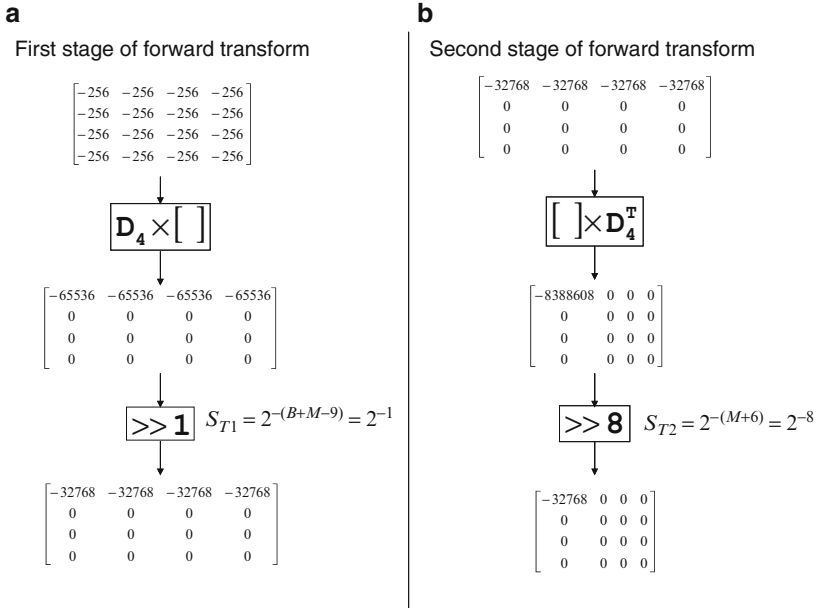 a
First stage of forward transform
−256 −256 −256 −256
−256 −256 −256 −256
−256 −256 −256 −256
−256 −256 −256 −256
D₄ ×[ ]
−65536 −65536 −65536 −65536
0 0 0 0
0 0 0 0
0 0 0 0
>> 1 S_{T1} = 2^{−(B+M−9)} = 2^{−1}
−32768 −32768 −32768 −32768
0 0 0 0
0 0 0 0
0 0 0 0
b
Second stage of forward transform
−32768 −32768 −32768 −32768
0 0 0 0
0 0 0 0
0 0 0 0
[ ]× D₄ᵀ
−8388608 0 0 0
0 0 0 0
0 0 0 0
0 0 0 0
>> 8 S_{T2} = 2^{−(M+6)} = 2^{−8}
−32768 0 0 0
0 0 0 0
0 0 0 0
0 0 0 0